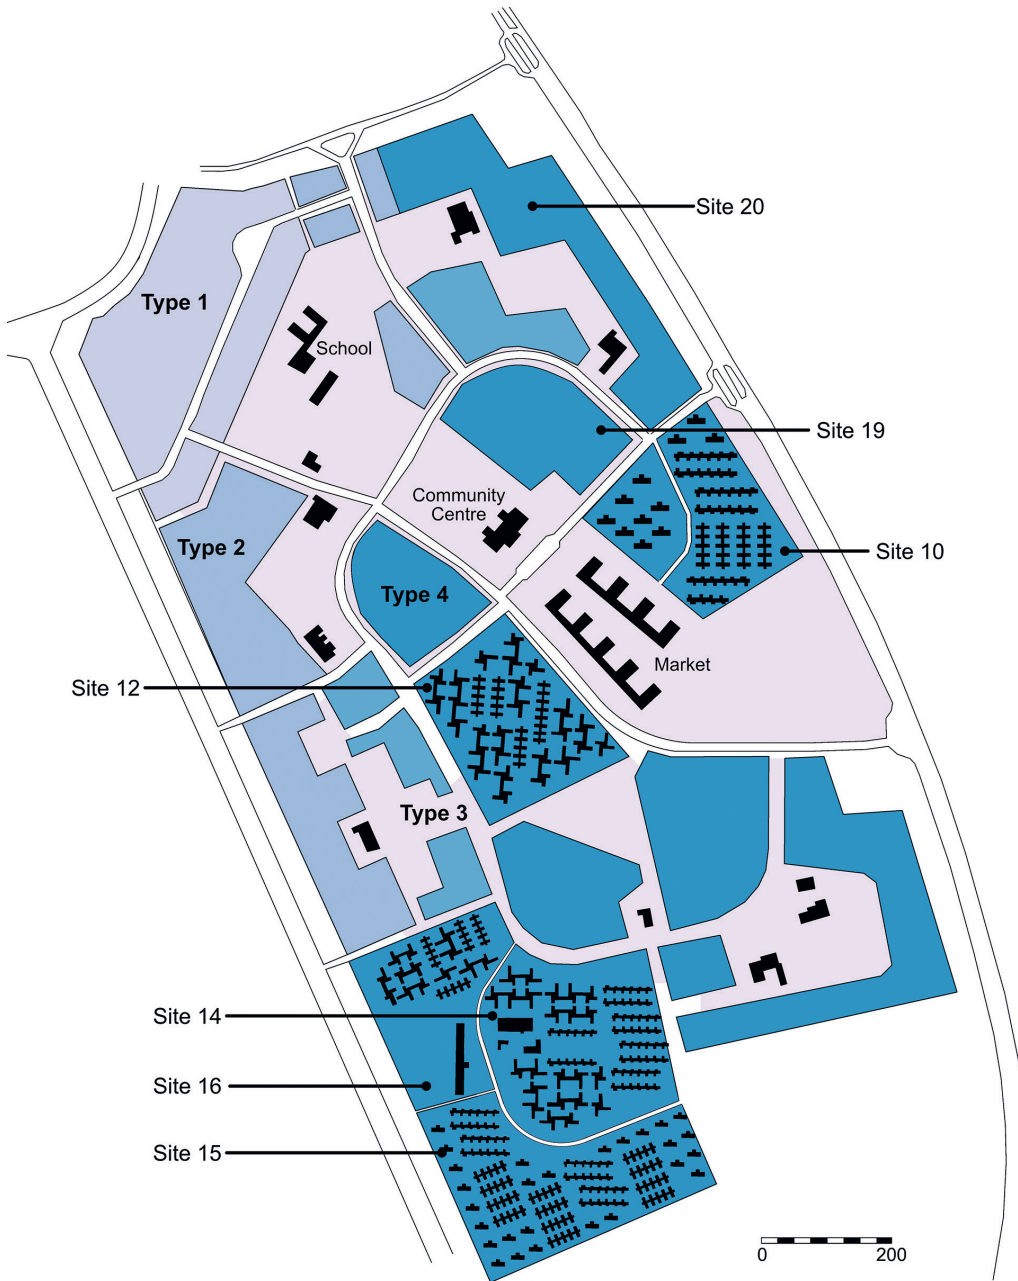 Site 20
Type 1
School
Site 19
Community
Centre
Type 2
Site 10
Type 4
Market
Site 12
Type 3
Site 14
Site 16
Site 15
0 200